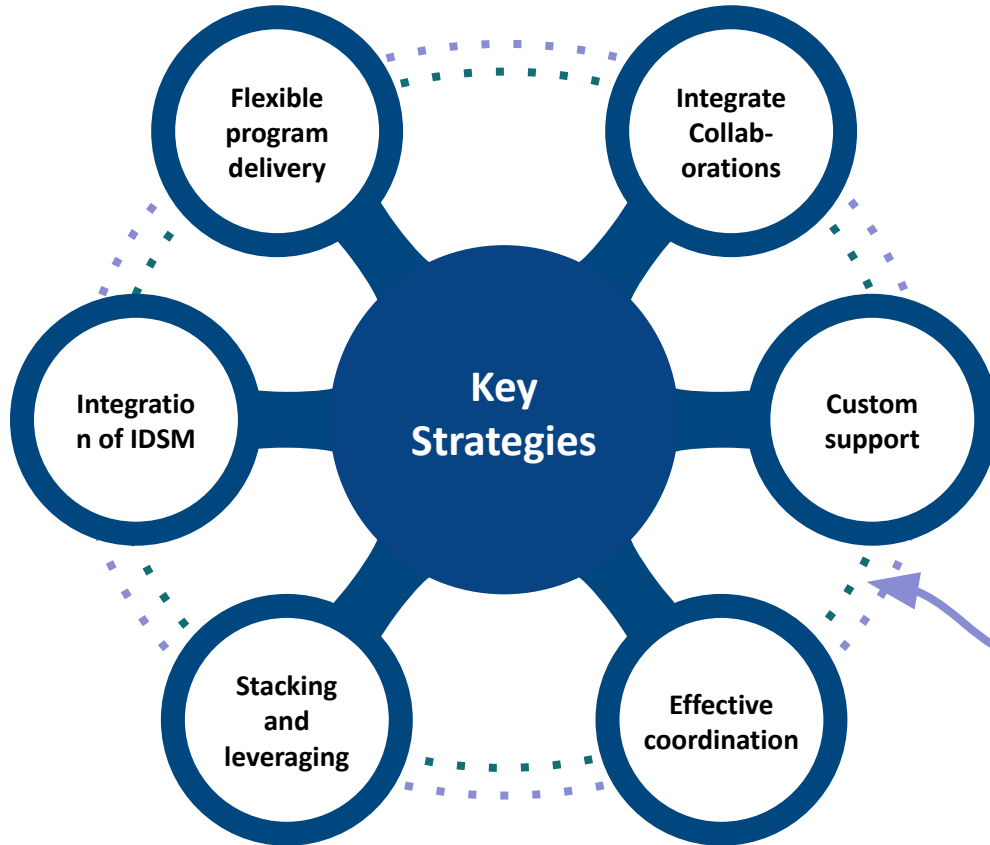 Flexible
program
delivery
Integrate
Collab-
orations
Integratio
n of IDSM
Key
Strategies
Custom
support
Stacking
and
leveraging
Effective
coordination